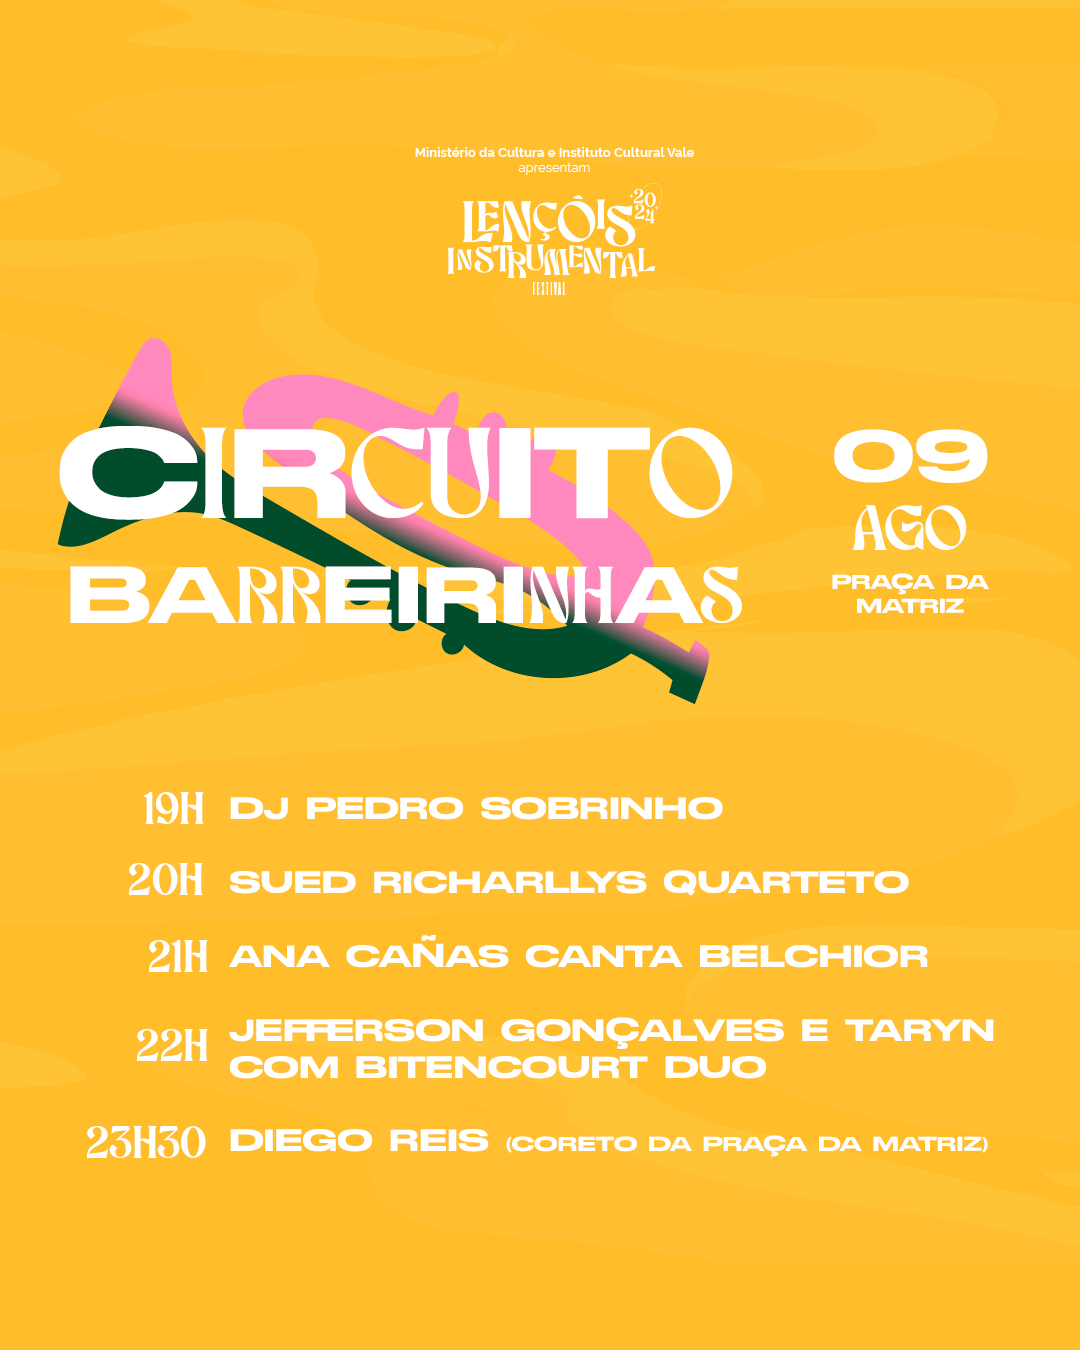 Ministério da Cultura e Instituto Cultural Vale
apresentam
LENÇÓIS 2024
INSTRUMENTAL
FESTIVAL
CIRCUITO
BARREIRINHAS
09
AGO
PRAÇA DA
MATRIZ
19H DJ PEDRO SOBRINHO
20H SUED RICHARLLYS QUARTETO
21H ANA CAÑAS CANTA BELCHIOR
22H JEFFERSON GONÇALVES E TARYN
COM BITENCOURT DUO
23H30 DIEGO REIS (CORETO DA PRAÇA DA MATRIZ)